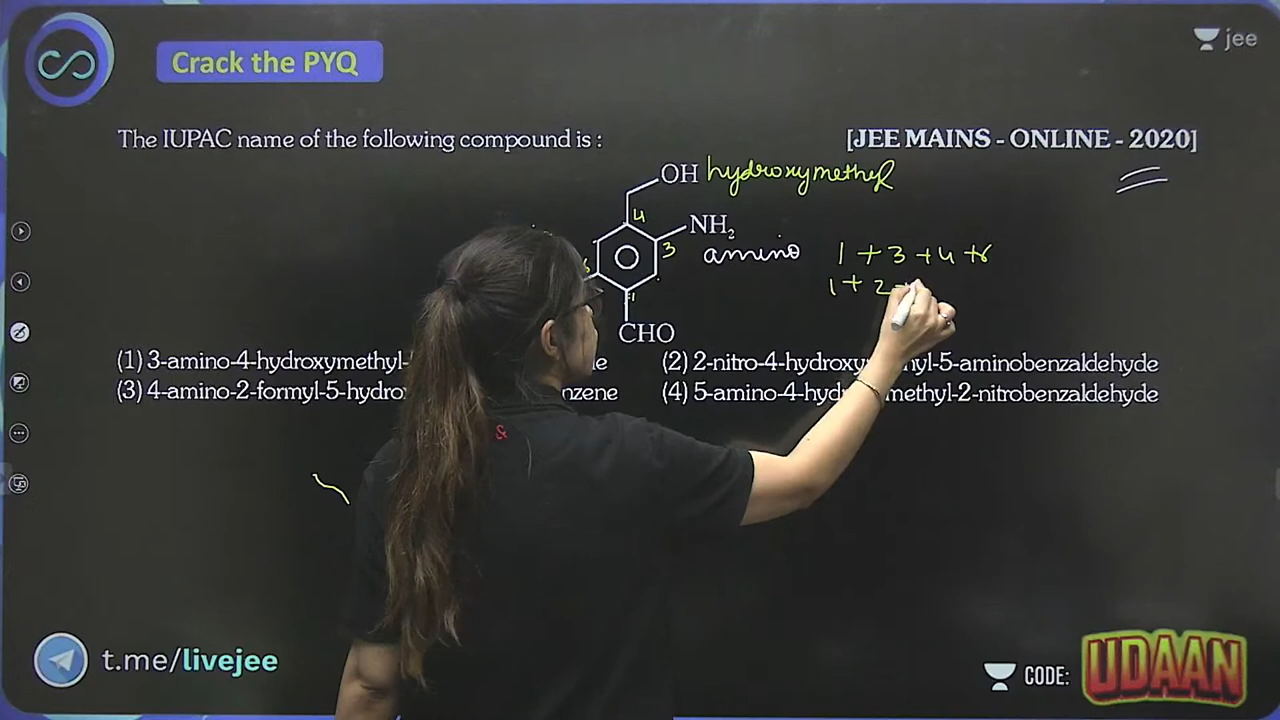 Crack the PYQ
jee
The IUPAC name of the following compound is :
[JEE MAINS - ONLINE - 2020]
OH hydroxymethyl
4
NH₂
3
amino
1 + 3 + 4 + 6
1 + 2
1
CHO
(1) 3-amino-4-hydroxymethyl-
(2) 2-nitro-4-hydroxy -5-aminobenzaldehyde
(3) 4-amino-2-formyl-5-hydro nzene
(4) 5-amino-4-hyd methyl-2-nitrobenzaldehyde
t.me/livejee
CODE: UDAAN